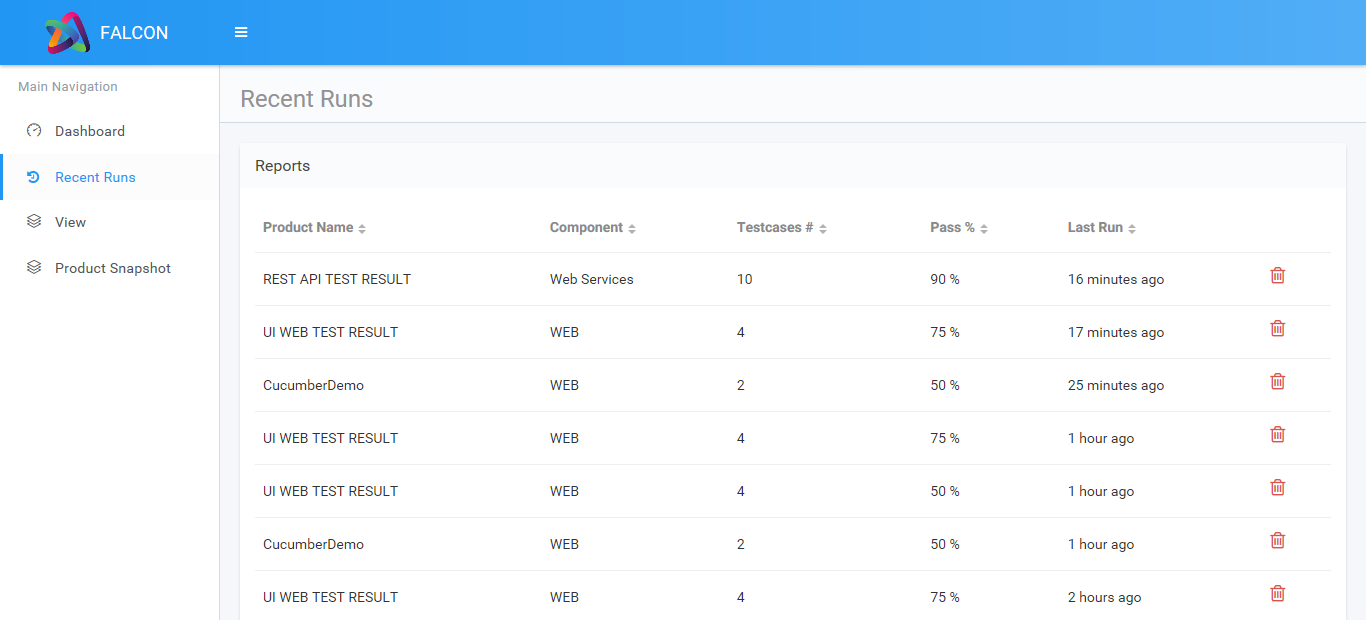 FALCON
Main Navigation
Dashboard
Recent Runs
View
Product Snapshot
Recent Runs
Reports
Product Name Component Testcases # Pass % Last Run
REST API TEST RESULT Web Services 10 90 % 16 minutes ago
UI WEB TEST RESULT WEB 4 75 % 17 minutes ago
CucumberDemo WEB 2 50 % 25 minutes ago
UI WEB TEST RESULT WEB 4 75 % 1 hour ago
UI WEB TEST RESULT WEB 4 50 % 1 hour ago
CucumberDemo WEB 2 50 % 1 hour ago
UI WEB TEST RESULT WEB 4 75 % 2 hours ago